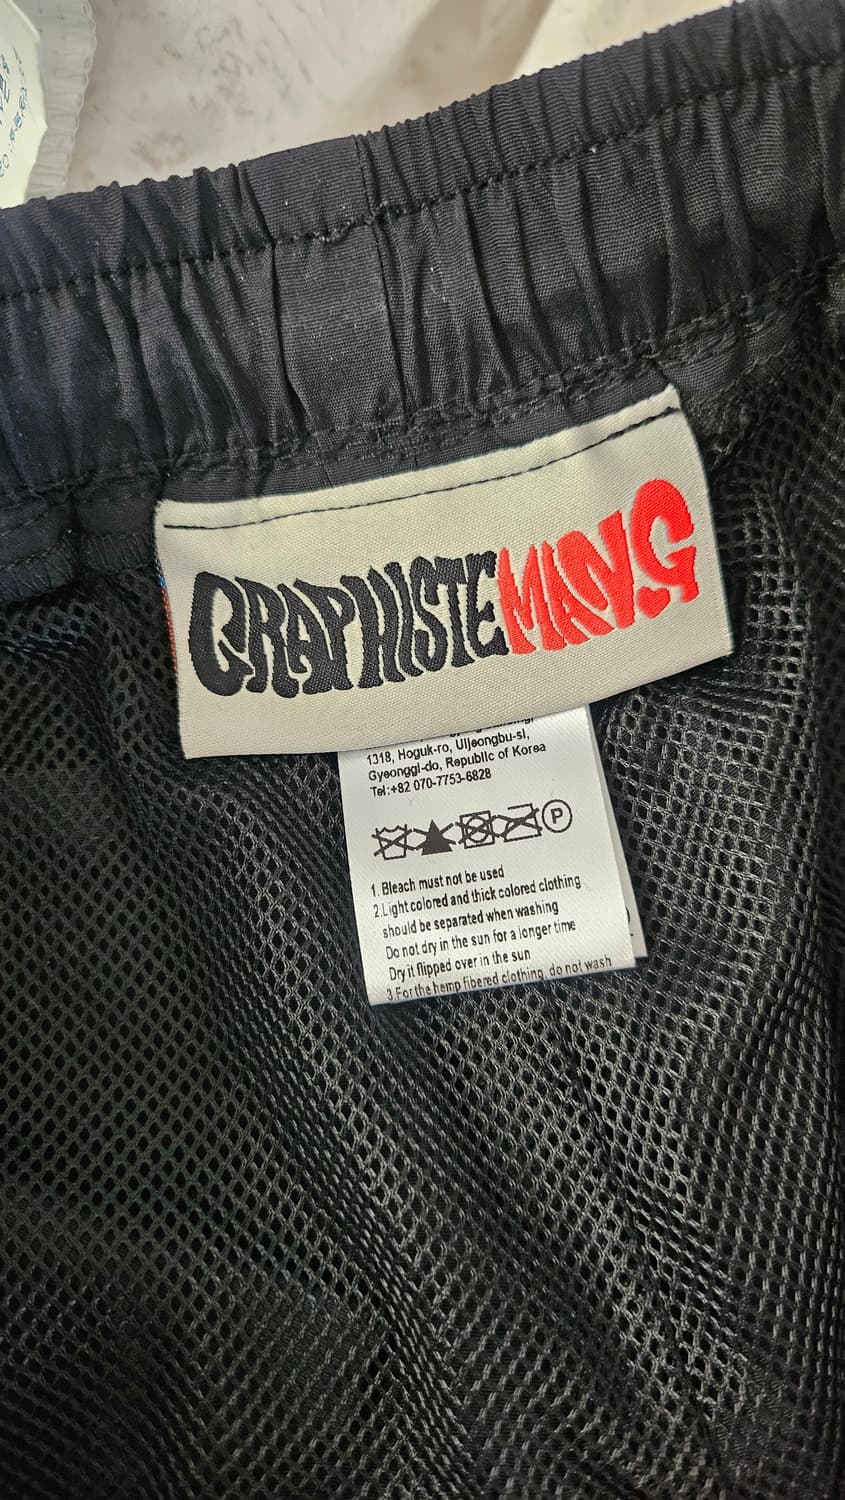 GRAPHISTEMAN.G
1318, Hoguk-ro, Uijeongbu-si,
Gyeonggi-do, Republic of Korea
Tel:+82 070-7753-6828
P
1. Bleach must not be used
2.Light colored and thick colored clothing
should be separated when washing
Do not dry in the sun for a longer time
Dry it flipped over in the sun
3.For the hemp fibered clothing, do not wash